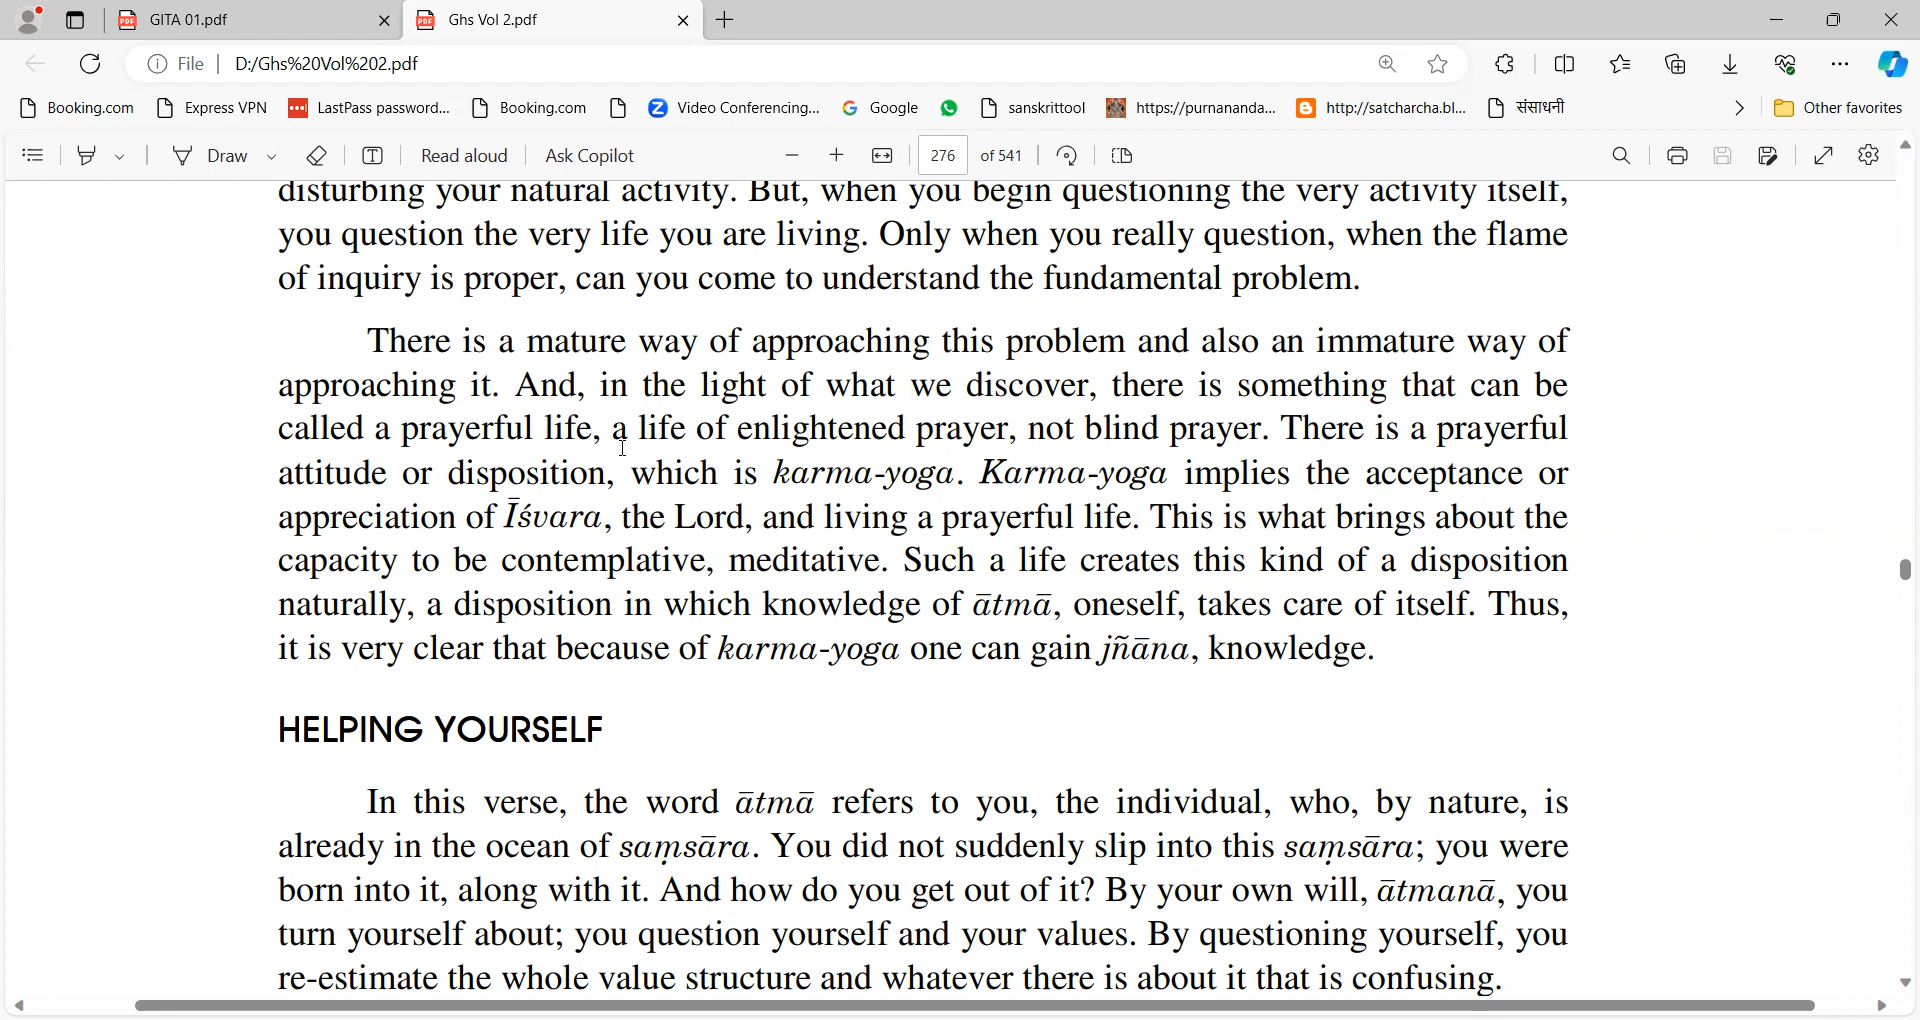 GITA 01.pdf
Ghs Vol 2.pdf
File | D:/Ghs%20Vol%202.pdf
Booking.com
Express VPN
LastPass password...
Booking.com
Video Conferencing...
Google
sanskrittool
https://purnananda...
http://satcharcha.bl...
संसाधनी
Other favorites
Draw
Read aloud
Ask Copilot
276 of 541
disturbing your natural activity. But, when you begin questioning the very activity itself,
you question the very life you are living. Only when you really question, when the flame
of inquiry is proper, can you come to understand the fundamental problem.
There is a mature way of approaching this problem and also an immature way of
approaching it. And, in the light of what we discover, there is something that can be
called a prayerful life, a life of enlightened prayer, not blind prayer. There is a prayerful
attitude or disposition, which is karma-yoga. Karma-yoga implies the acceptance or
appreciation of Īśvara, the Lord, and living a prayerful life. This is what brings about the
capacity to be contemplative, meditative. Such a life creates this kind of a disposition
naturally, a disposition in which knowledge of ātmā, oneself, takes care of itself. Thus,
it is very clear that because of karma-yoga one can gain jñāna, knowledge.
HELPING YOURSELF
In this verse, the word ātmā refers to you, the individual, who, by nature, is
already in the ocean of saṃsāra. You did not suddenly slip into this saṃsāra; you were
born into it, along with it. And how do you get out of it? By your own will, ātmanā, you
turn yourself about; you question yourself and your values. By questioning yourself, you
re-estimate the whole value structure and whatever there is about it that is confusing.